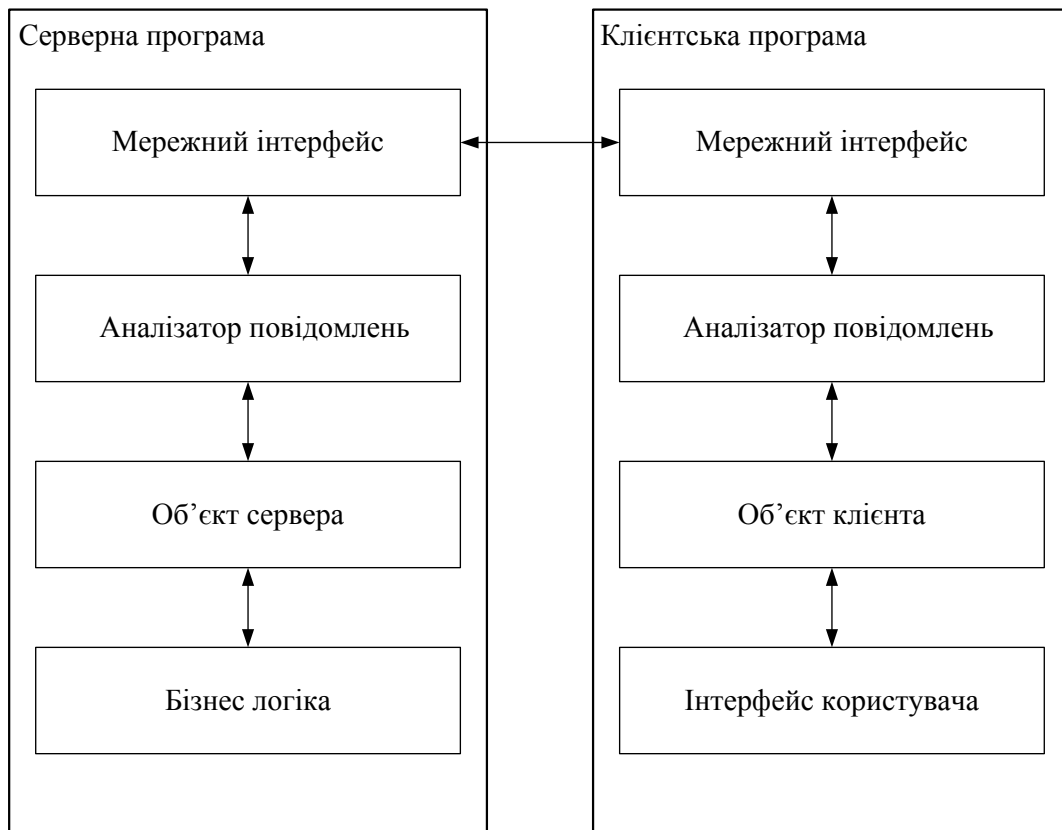 Серверна програма
Мережний інтерфейс
Аналізатор повідомлень
Об’єкт сервера
Бізнес логіка
Клієнтська програма
Мережний інтерфейс
Аналізатор повідомлень
Об’єкт клієнта
Інтерфейс користувача